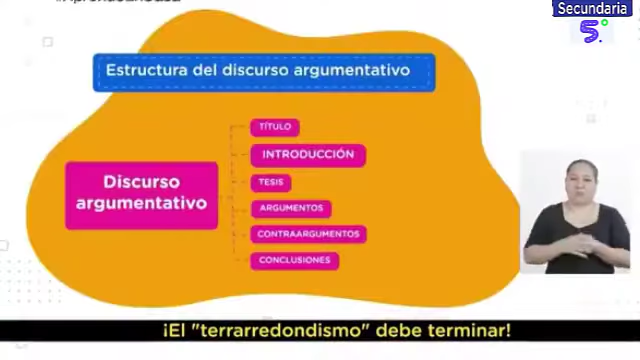 Secundaria
5°
Estructura del discurso argumentativo
TÍTULO
INTRODUCCIÓN
Discurso
argumentativo
TESIS
ARGUMENTOS
CONTRAARGUMENTOS
CONCLUSIONES
¡El "terrarredondismo" debe terminar!